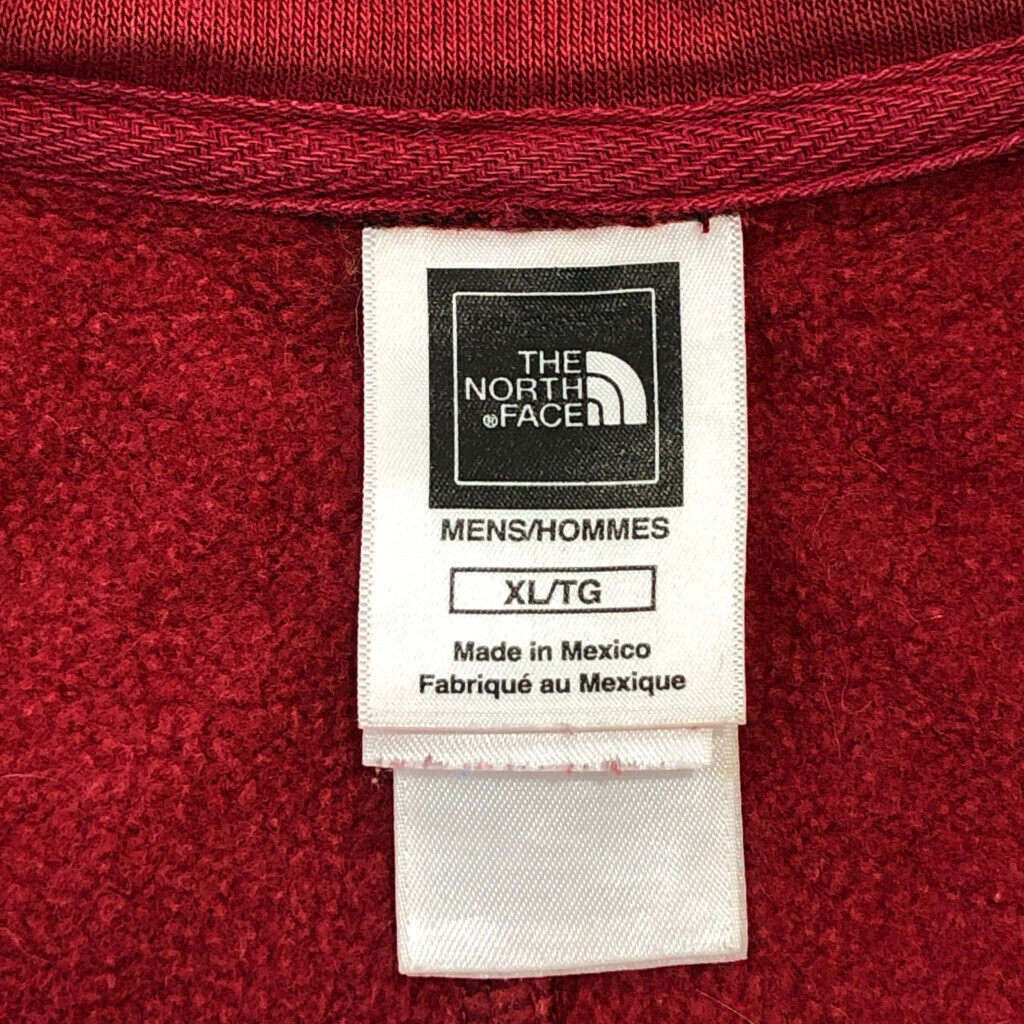 THE
NORTH
®FACE
MENS/HOMMES
XL/TG
Made in Mexico
Fabriqué au Mexique